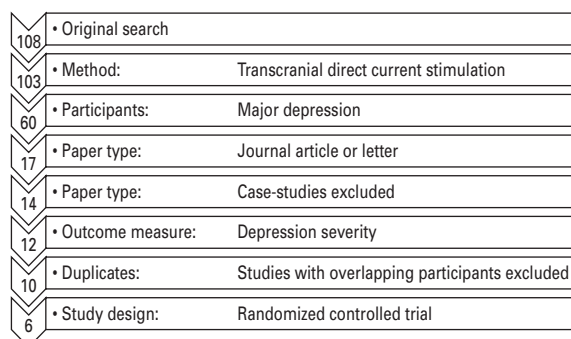 108 • Original search
103 • Method: Transcranial direct current stimulation
60 • Participants: Major depression
17 • Paper type: Journal article or letter
14 • Paper type: Case-studies excluded
12 • Outcome measure: Depression severity
10 • Duplicates: Studies with overlapping participants excluded
6 • Study design: Randomized controlled trial